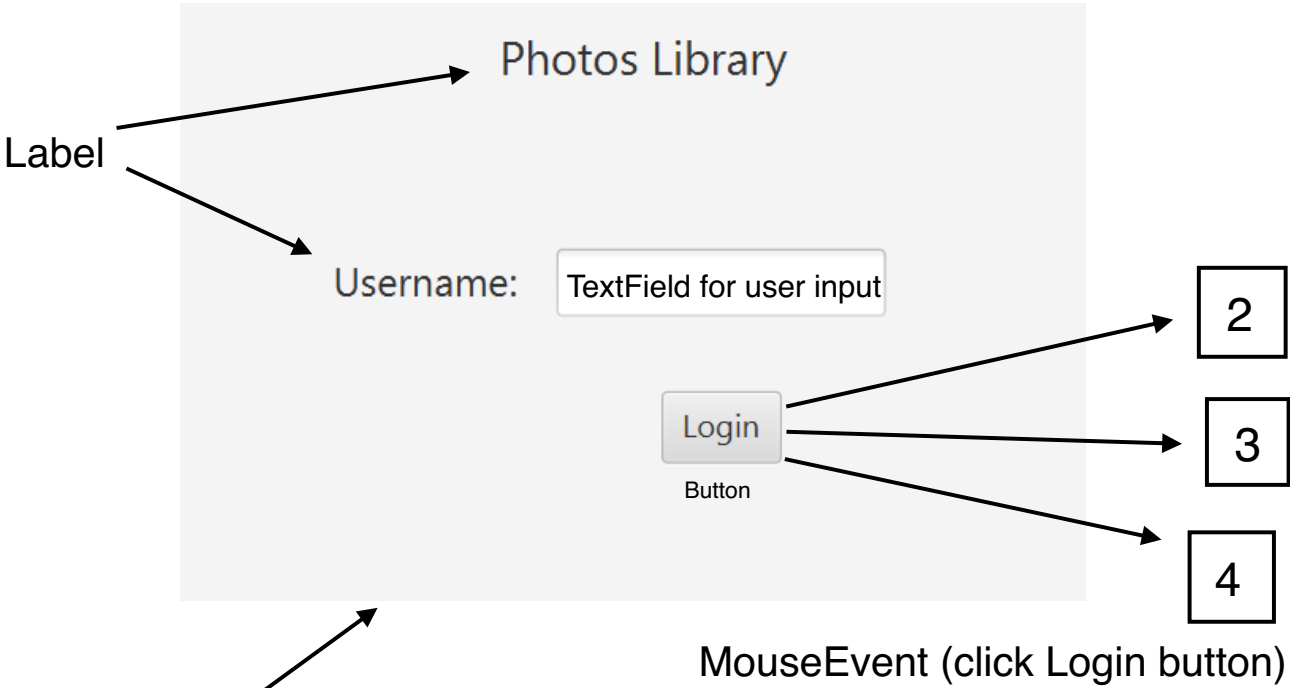 Photos Library
Label
Username: TextField for user input
2
Login
3
Button
4
MouseEvent (click Login button)